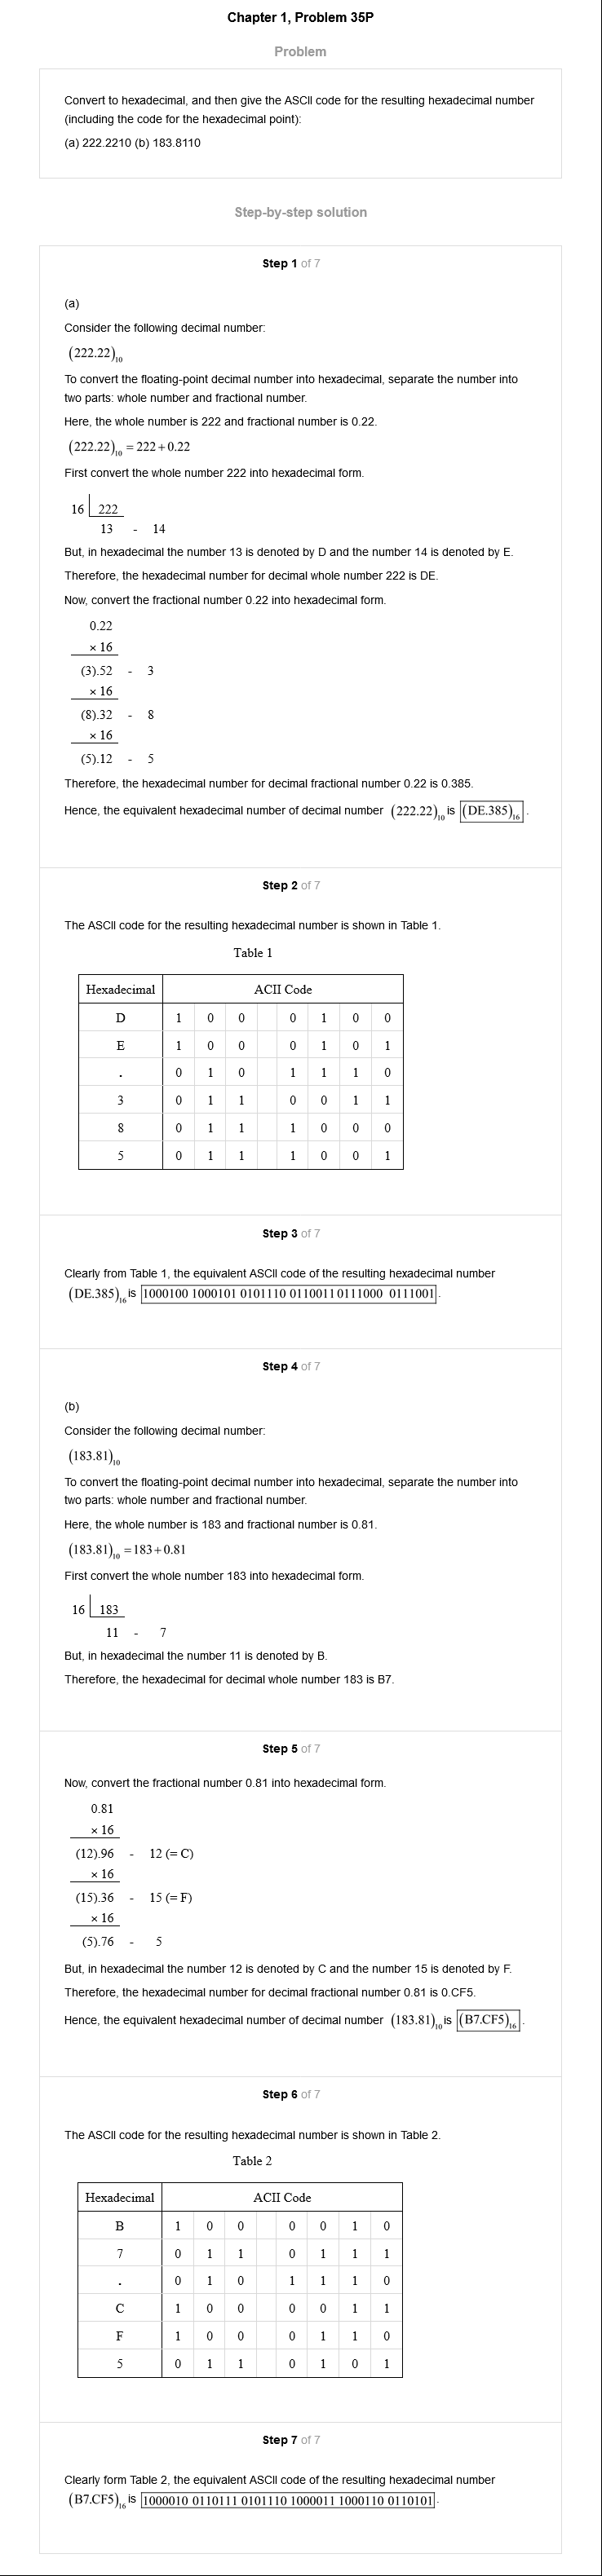 Chapter 1, Problem 35P
Problem
Convert to hexadecimal, and then give the ASCII code for the resulting hexadecimal number
(including the code for the hexadecimal point):
(a) 222.2210 (b) 183.8110
Step-by-step solution
Step 1 of 7
(a)
Consider the following decimal number:
(222.22)₁₀
To convert the floating-point decimal number into hexadecimal, separate the number into
two parts: whole number and fractional number.
Here, the whole number is 222 and fractional number is 0.22.
(222.22)₁₀ = 222 + 0.22
First convert the whole number 222 into hexadecimal form.
16 222
13 - 14
But, in hexadecimal the number 13 is denoted by D and the number 14 is denoted by E.
Therefore, the hexadecimal number for decimal whole number 222 is DE.
Now, convert the fractional number 0.22 into hexadecimal form.
0.22
× 16
(3).52 - 3
× 16
(8).32 - 8
× 16
(5).12 - 5
Therefore, the hexadecimal number for decimal fractional number 0.22 is 0.385.
Hence, the equivalent hexadecimal number of decimal number (222.22)₁₀ is (DE.385)₁₆.
Step 2 of 7
The ASCII code for the resulting hexadecimal number is shown in Table 1.
Table 1
Hexadecimal ACII Code
D 1 0 0 0 1 0 0
E 1 0 0 0 1 0 1
. 0 1 0 1 1 1 0
3 0 1 1 0 0 1 1
8 0 1 1 1 0 0 0
5 0 1 1 1 0 0 1
Step 3 of 7
Clearly from Table 1, the equivalent ASCII code of the resulting hexadecimal number
(DE.385)₁₆ is 1000100 1000101 0101110 0110011 0111000 0111001.
Step 4 of 7
(b)
Consider the following decimal number:
(183.81)₁₀
To convert the floating-point decimal number into hexadecimal, separate the number into
two parts: whole number and fractional number.
Here, the whole number is 183 and fractional number is 0.81.
(183.81)₁₀ = 183 + 0.81
First convert the whole number 183 into hexadecimal form.
16 183
11 - 7
But, in hexadecimal the number 11 is denoted by B.
Therefore, the hexadecimal for decimal whole number 183 is B7.
Step 5 of 7
Now, convert the fractional number 0.81 into hexadecimal form.
0.81
× 16
(12).96 - 12 (= C)
× 16
(15).36 - 15 (= F)
× 16
(5).76 - 5
But, in hexadecimal the number 12 is denoted by C and the number 15 is denoted by F.
Therefore, the hexadecimal number for decimal fractional number 0.81 is 0.CF5.
Hence, the equivalent hexadecimal number of decimal number (183.81)₁₀ is (B7.CF5)₁₆.
Step 6 of 7
The ASCII code for the resulting hexadecimal number is shown in Table 2.
Table 2
Hexadecimal ACII Code
B 1 0 0 0 0 1 0
7 0 1 1 0 1 1 1
. 0 1 0 1 1 1 0
C 1 0 0 0 0 1 1
F 1 0 0 0 1 1 0
5 0 1 1 0 1 0 1
Step 7 of 7
Clearly form Table 2, the equivalent ASCII code of the resulting hexadecimal number
(B7.CF5)₁₆ is 1000010 0110111 0101110 1000011 1000110 0110101.